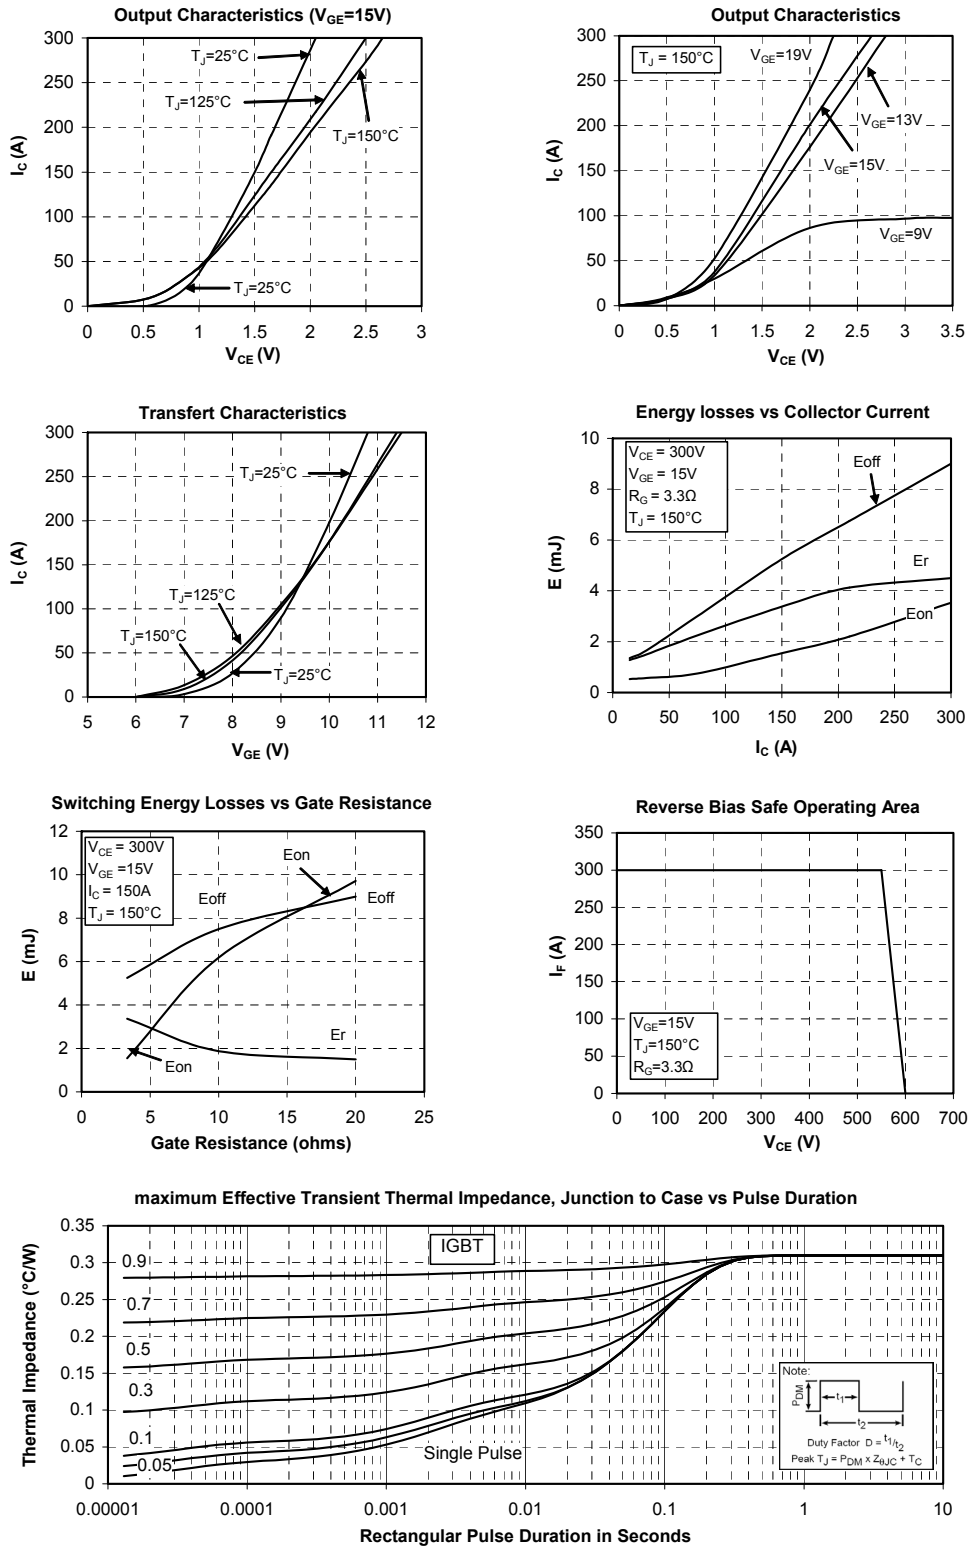 Output Characteristics (VGE=15V)
300
250
200
150
100
50
0
IC (A)
TJ=25°C
TJ=125°C
TJ=150°C
TJ=25°C
0 0.5 1 1.5 2 2.5 3
VCE (V)
Output Characteristics
300
250
200
150
100
50
0
IC (A)
TJ = 150°C
VGE=19V
VGE=13V
VGE=15V
VGE=9V
0 0.5 1 1.5 2 2.5 3 3.5
VCE (V)
Transfert Characteristics
300
250
200
150
100
50
0
IC (A)
TJ=25°C
TJ=125°C
TJ=150°C
TJ=25°C
5 6 7 8 9 10 11 12
VGE (V)
Energy losses vs Collector Current
10
8
6
4
2
0
E (mJ)
VCE = 300V
VGE = 15V
RG = 3.3Ω
TJ = 150°C
Eoff
Er
Eon
0 50 100 150 200 250 300
IC (A)
Switching Energy Losses vs Gate Resistance
12
10
8
6
4
2
0
E (mJ)
VCE = 300V
VGE =15V
IC = 150A
TJ = 150°C
Eon
Eoff
Eoff
Er
Eon
0 5 10 15 20 25
Gate Resistance (ohms)
Reverse Bias Safe Operating Area
350
300
250
200
150
100
50
0
IF (A)
VGE=15V
TJ=150°C
RG=3.3Ω
0 100 200 300 400 500 600 700
VCE (V)
maximum Effective Transient Thermal Impedance, Junction to Case vs Pulse Duration
0.35
0.3
0.25
0.2
0.15
0.1
0.05
0
Thermal Impedance (°C/W)
IGBT
0.9
0.7
0.5
0.3
0.1
0.05
Single Pulse
Note:
PDM
t1
t2
Duty Factor D = t1/t2
Peak TJ = PDM x ZθJC + TC
0.00001 0.0001 0.001 0.01 0.1 1 10
Rectangular Pulse Duration in Seconds